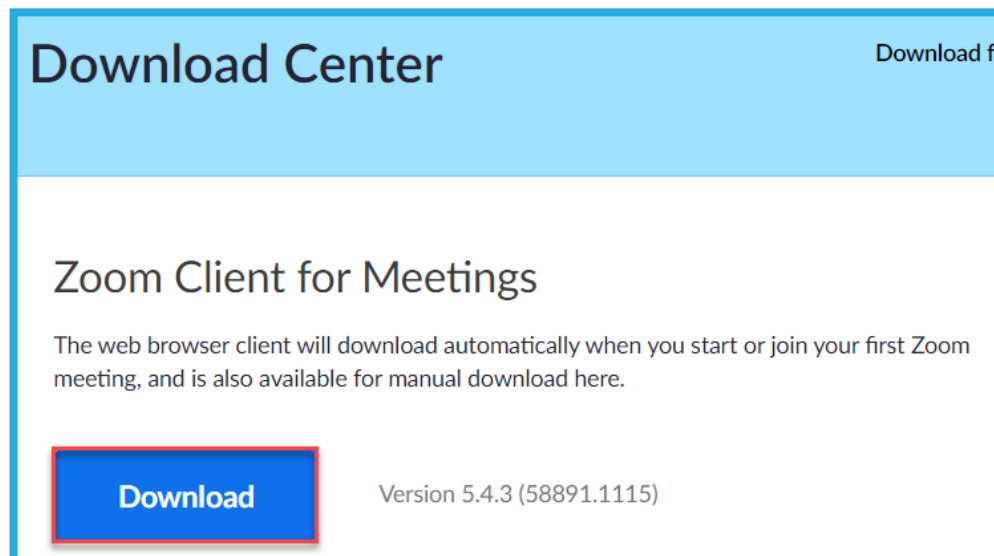 Download Center
Download f
Zoom Client for Meetings
The web browser client will download automatically when you start or join your first Zoom
meeting, and is also available for manual download here.
Download
Version 5.4.3 (58891.1115)